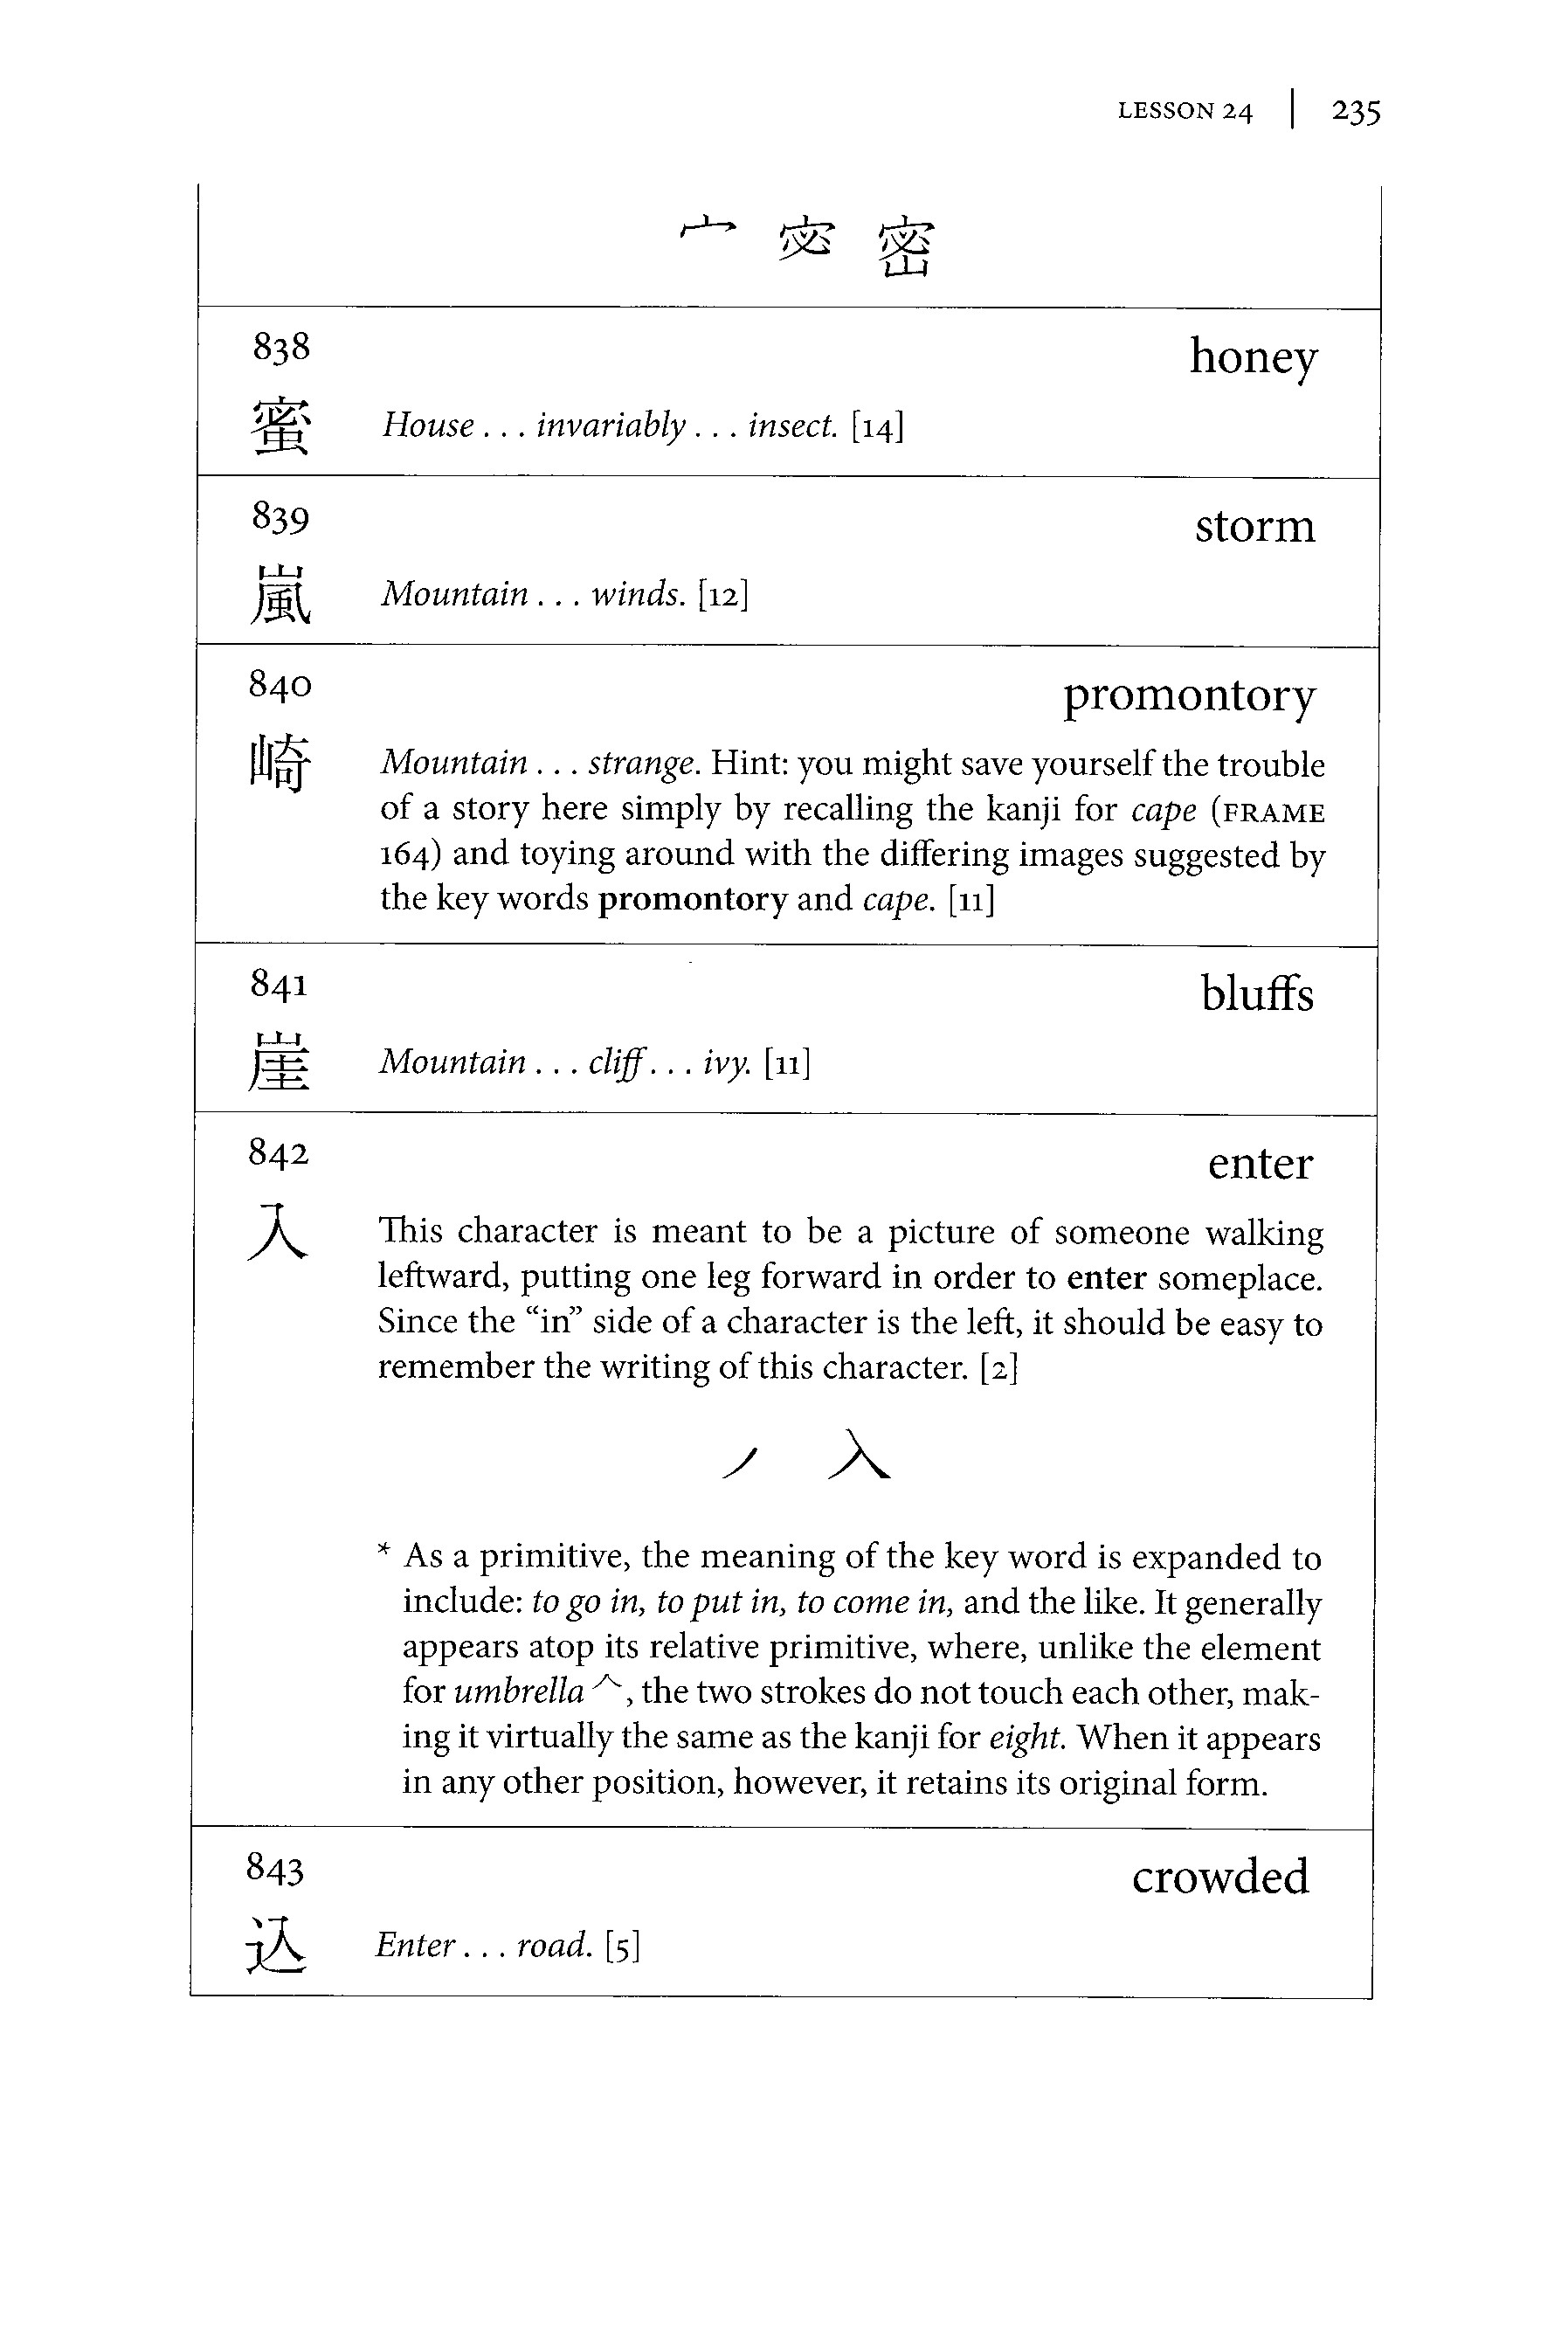 LESSON 24 | 235
宀 宓 密
838 honey
蜜 House . . . invariably . . . insect. [14]
839 storm
嵐 Mountain . . . winds. [12]
840 promontory
崎 Mountain . . . strange. Hint: you might save yourself the trouble
of a story here simply by recalling the kanji for cape (FRAME
164) and toying around with the differing images suggested by
the key words promontory and cape. [11]
841 bluffs
崖 Mountain . . . cliff . . . ivy. [11]
842 enter
入 This character is meant to be a picture of someone walking
leftward, putting one leg forward in order to enter someplace.
Since the “in” side of a character is the left, it should be easy to
remember the writing of this character. [2]
ノ 入
* As a primitive, the meaning of the key word is expanded to
include: to go in, to put in, to come in, and the like. It generally
appears atop its relative primitive, where, unlike the element
for umbrella 𠆢, the two strokes do not touch each other, mak-
ing it virtually the same as the kanji for eight. When it appears
in any other position, however, it retains its original form.
843 crowded
込 Enter . . . road. [5]